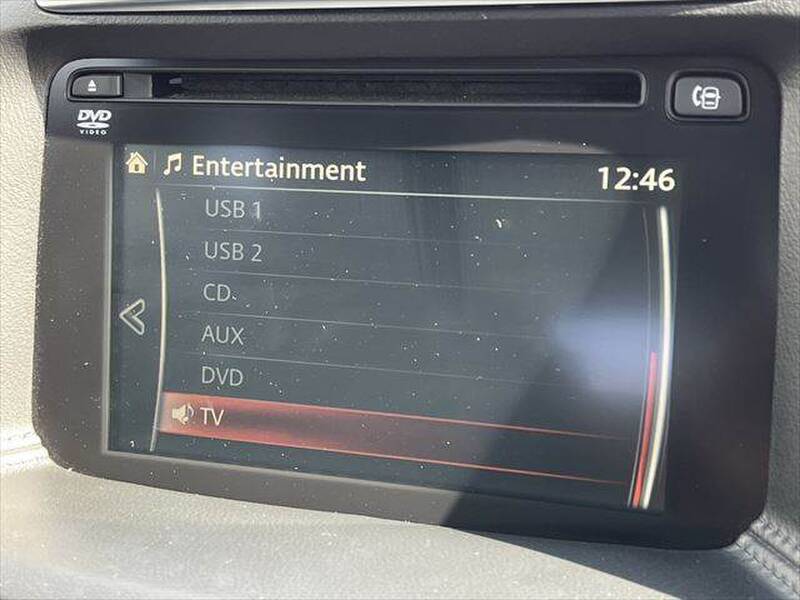 DVD
VIDEO
Entertainment
12:46
USB 1
USB 2
CD
AUX
DVD
TV